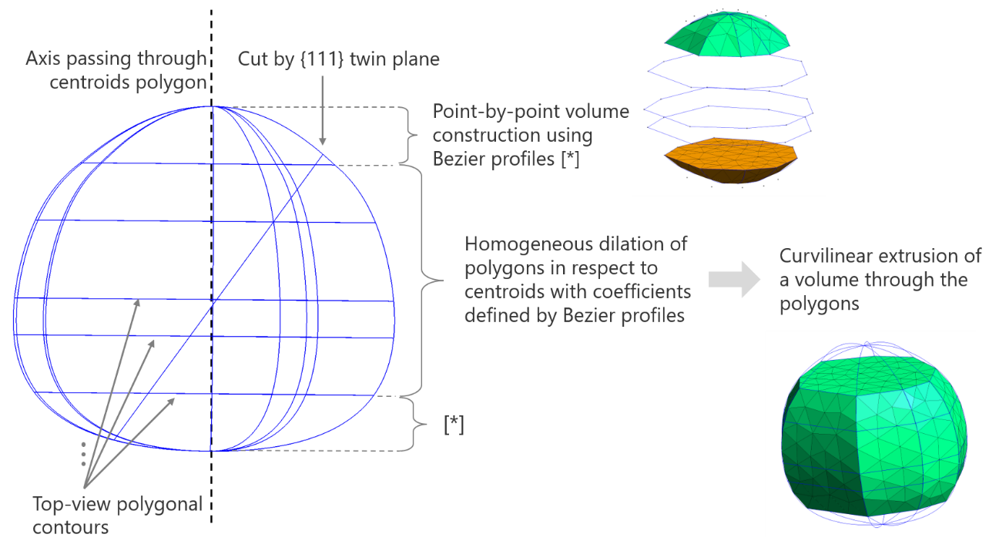 Axis passing through
centroids polygon
Cut by {111} twin plane
Point-by-point volume
construction using
Bezier profiles [*]
Homogeneous dilation of
polygons in respect to
centroids with coefficients
defined by Bezier profiles
Curvilinear extrusion of
a volume through the
polygons
[*]
Top-view polygonal
contours